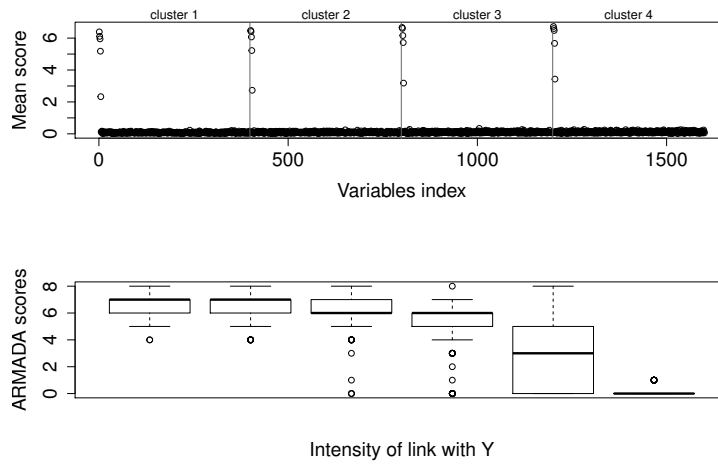 cluster 1 cluster 2 cluster 3 cluster 4
Mean score
6
4
2
0
0 500 1000 1500
Variables index
ARMADA scores
8
6
4
2
0
Intensity of link with Y